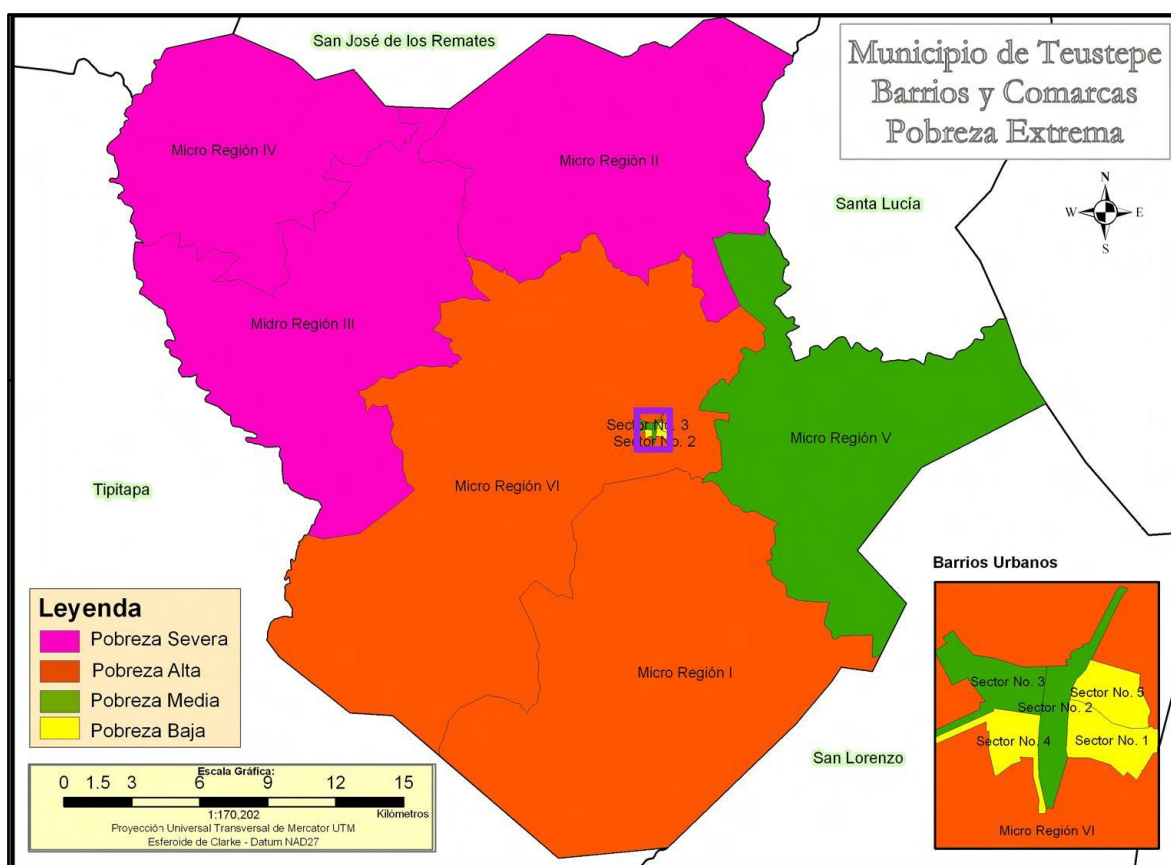 San José de los Remates
Municipio de Teustepe
Barrios y Comarcas
Pobreza Extrema
Micro Región IV
Micro Región II
N
W E
S
Santa Lucía
Midro Región III
Sector No. 3
Sector No. 2
Micro Región V
Tipitapa
Micro Región VI
Micro Región I
San Lorenzo
Leyenda
Pobreza Severa
Pobreza Alta
Pobreza Media
Pobreza Baja
Escala Gráfica:
0 1.5 3 6 9 12 15
1:170,202 Kilómetros
Proyección Universal Transversal de Mercator UTM
Esferoide de Clarke - Datum NAD27
Barrios Urbanos
Sector No. 3
Sector No. 5
Sector No. 2
Sector No. 4
Sector No. 1
Micro Región VI